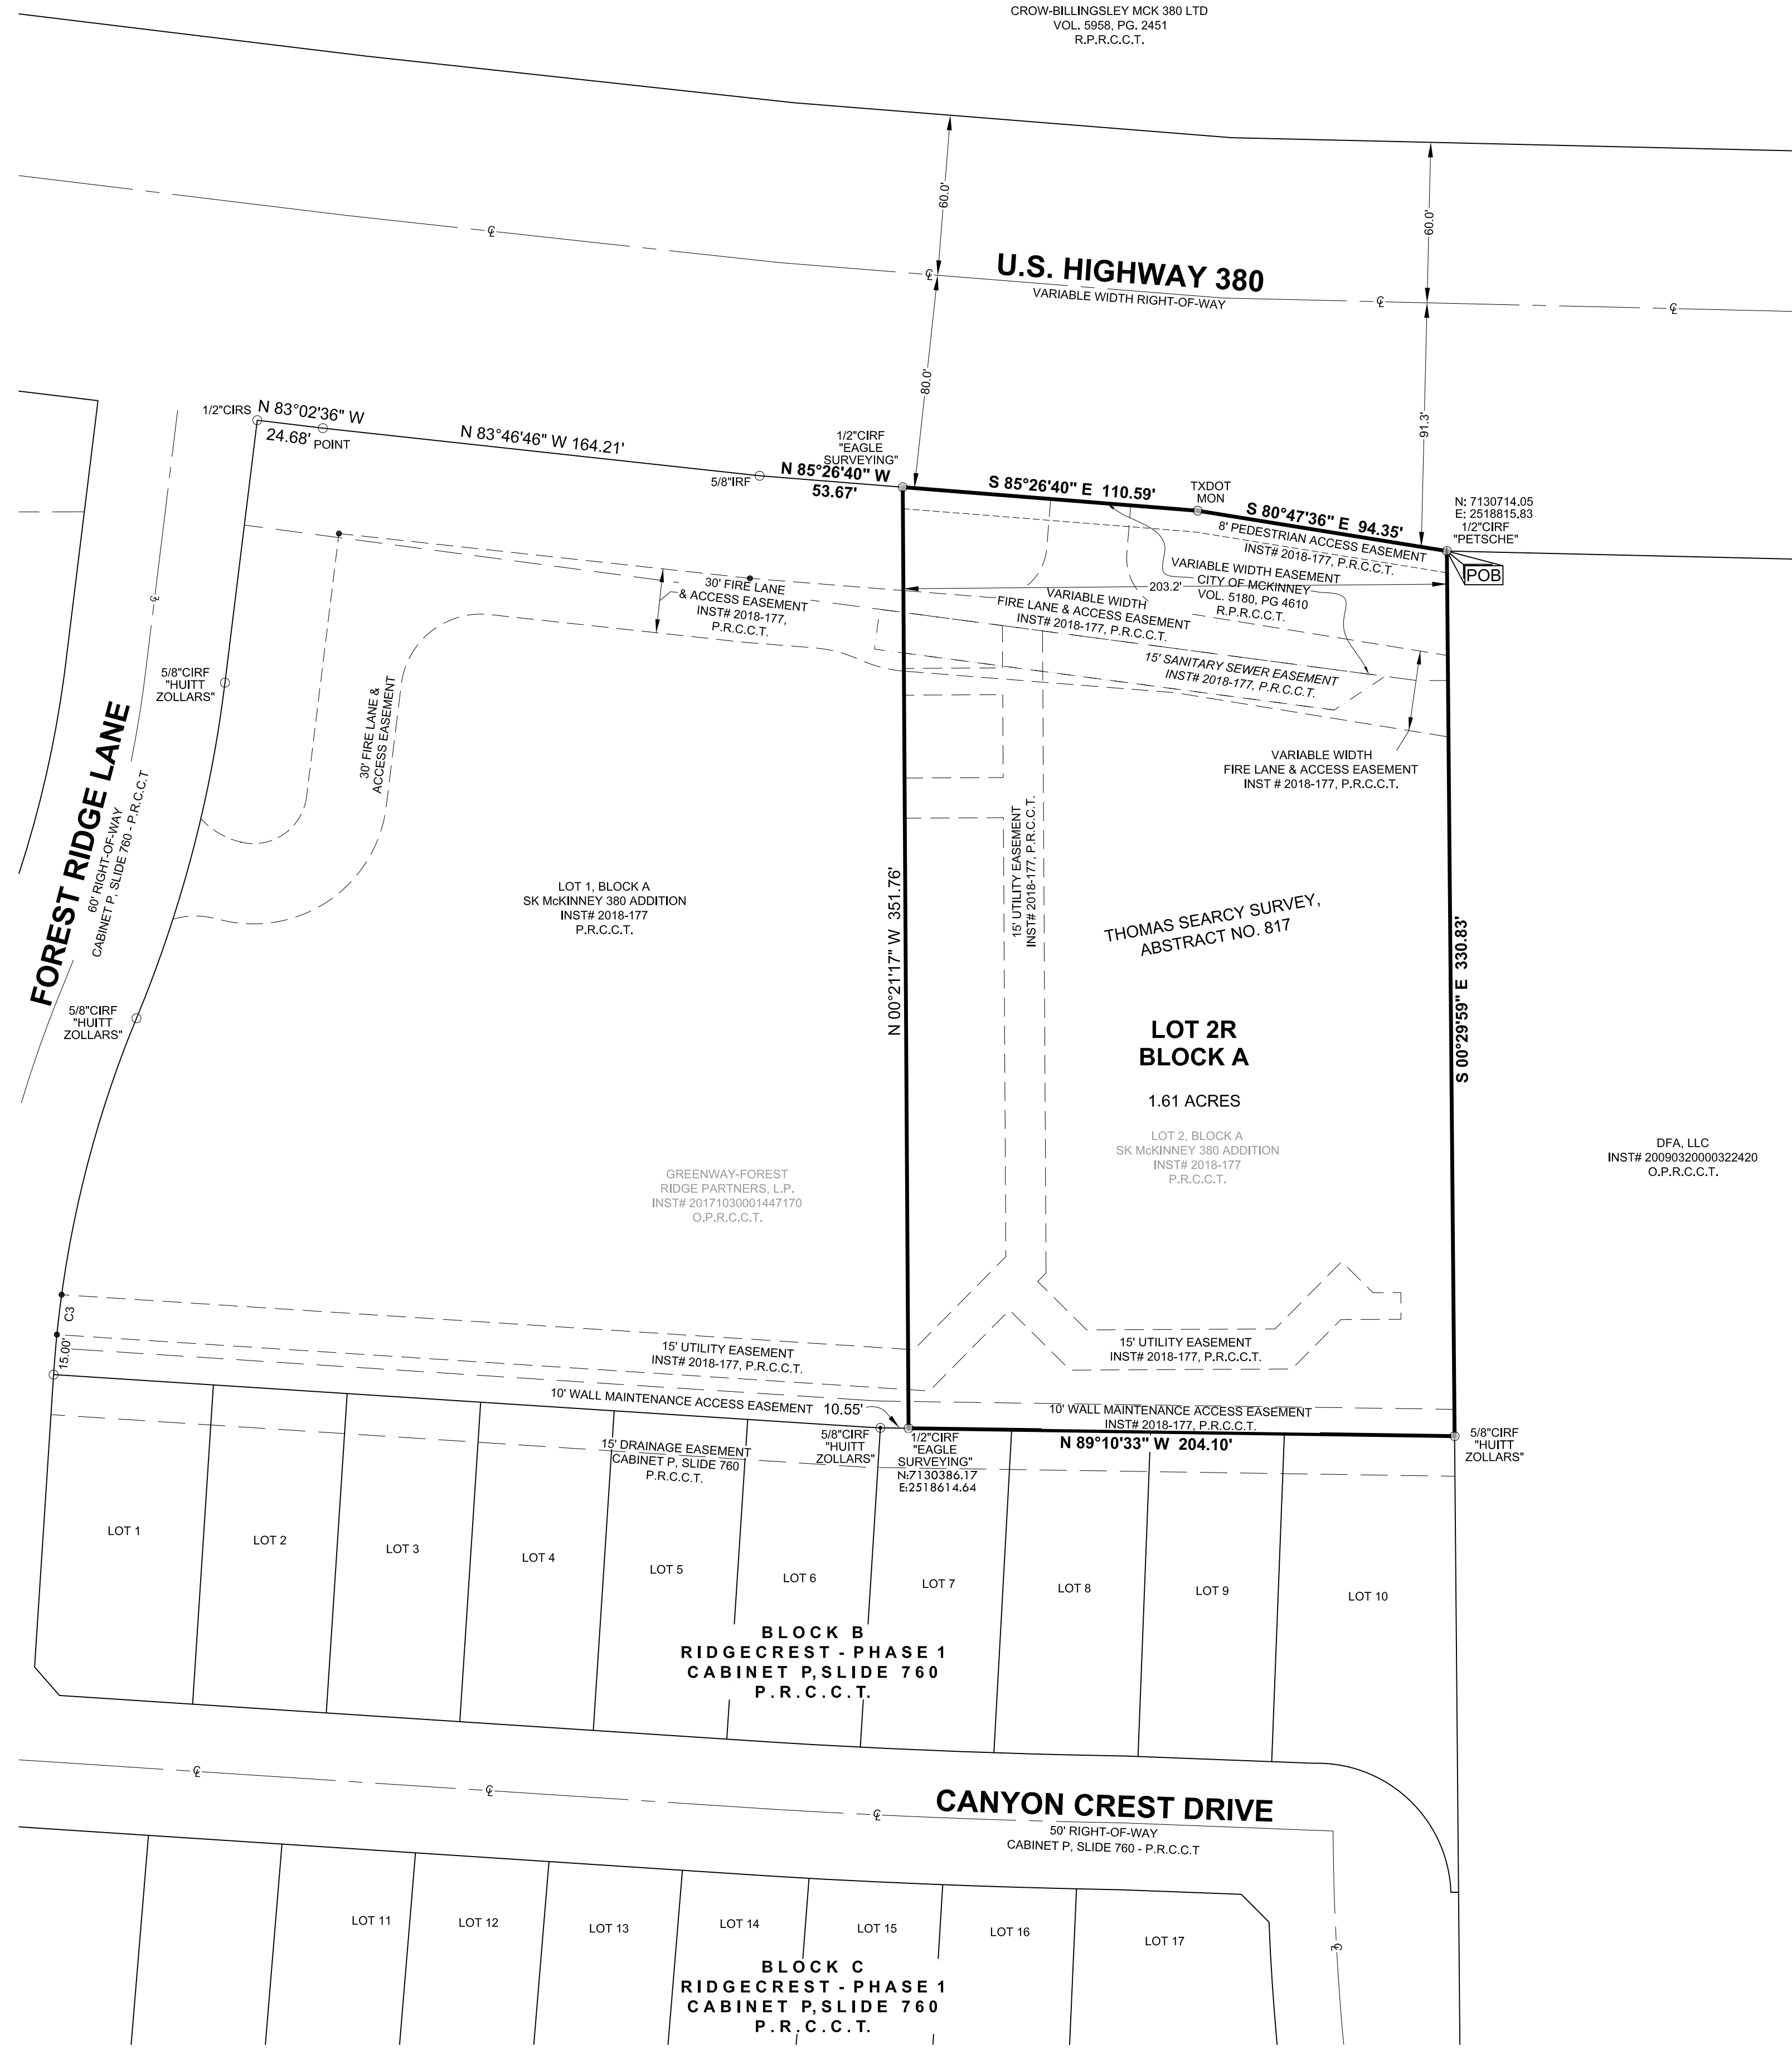 CROW-BILLINGSLEY MCK 380 LTD
VOL. 5958, PG. 2451
R.P.R.C.C.T.
60.0'
60.0'
℄
℄
U.S. HIGHWAY 380
VARIABLE WIDTH RIGHT-OF-WAY
℄
℄
80.0'
91.3'
1/2"CIRS
N 83°02'36" W
24.68'
POINT
N 83°46'46" W 164.21'
5/8"IRF
1/2"CIRF
"EAGLE
SURVEYING"
N 85°26'40" W
53.67'
S 85°26'40" E 110.59'
TXDOT
MON
S 80°47'36" E 94.35'
N: 7130714.05
E: 2518815.83
1/2"CIRF
"PETSCHE"
POB
8' PEDESTRIAN ACCESS EASEMENT
INST# 2018-177, P.R.C.C.T.
VARIABLE WIDTH EASEMENT
CITY OF MCKINNEY
VOL. 5180, PG 4610
R.P.R.C.C.T.
203.2'
VARIABLE WIDTH
FIRE LANE & ACCESS EASEMENT
INST# 2018-177, P.R.C.C.T.
30' FIRE LANE
& ACCESS EASEMENT
INST# 2018-177,
P.R.C.C.T.
15' SANITARY SEWER EASEMENT
INST# 2018-177, P.R.C.C.T.
VARIABLE WIDTH
FIRE LANE & ACCESS EASEMENT
INST # 2018-177, P.R.C.C.T.
℄
5/8"CIRF
"HUITT
ZOLLARS"
30' FIRE LANE &
ACCESS EASEMENT
FOREST RIDGE LANE
60' RIGHT-OF-WAY
CABINET P, SLIDE 760 - P.R.C.C.T
5/8"CIRF
"HUITT
ZOLLARS"
LOT 1, BLOCK A
SK McKINNEY 380 ADDITION
INST# 2018-177
P.R.C.C.T.
N 00°21'17" W 351.76'
15' UTILITY EASEMENT
INST# 2018-177, P.R.C.C.T.
THOMAS SEARCY SURVEY,
ABSTRACT NO. 817
S 00°29'59" E 330.83'
LOT 2R
BLOCK A
1.61 ACRES
LOT 2, BLOCK A
SK McKINNEY 380 ADDITION
INST# 2018-177
P.R.C.C.T.
GREENWAY-FOREST
RIDGE PARTNERS, L.P.
INST# 20171030001447170
O.P.R.C.C.T.
DFA, LLC
INST# 20090320000322420
O.P.R.C.C.T.
C3
15.00'
15' UTILITY EASEMENT
INST# 2018-177, P.R.C.C.T.
15' UTILITY EASEMENT
INST# 2018-177, P.R.C.C.T.
10' WALL MAINTENANCE ACCESS EASEMENT
10.55'
10' WALL MAINTENANCE ACCESS EASEMENT
INST# 2018-177, P.R.C.C.T.
N 89°10'33" W 204.10'
5/8"CIRF
"HUITT
ZOLLARS"
1/2"CIRF
"EAGLE
SURVEYING"
N:7130386.17
E:2518614.64
5/8"CIRF
"HUITT
ZOLLARS"
15' DRAINAGE EASEMENT
CABINET P, SLIDE 760
P.R.C.C.T.
LOT 1
LOT 2
LOT 3
LOT 4
LOT 5
LOT 6
LOT 7
LOT 8
LOT 9
LOT 10
BLOCK B
RIDGECREST - PHASE 1
CABINET P, SLIDE 760
P.R.C.C.T.
℄
℄
℄
CANYON CREST DRIVE
50' RIGHT-OF-WAY
CABINET P, SLIDE 760 - P.R.C.C.T
℄
LOT 11
LOT 12
LOT 13
LOT 14
LOT 15
LOT 16
LOT 17
BLOCK C
RIDGECREST - PHASE 1
CABINET P, SLIDE 760
P.R.C.C.T.